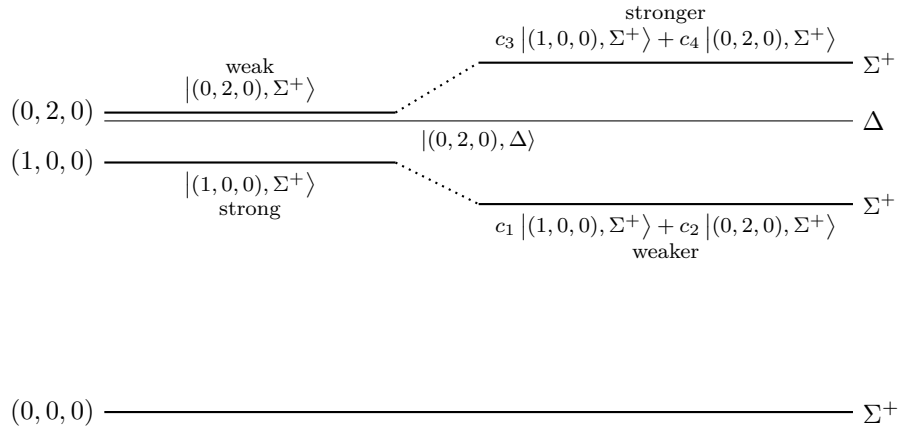 stronger
c₃ |(1, 0, 0), Σ⁺⟩ + c₄ |(0, 2, 0), Σ⁺⟩
Σ⁺
weak
|(0, 2, 0), Σ⁺⟩
(0, 2, 0)
Δ
|(0, 2, 0), Δ⟩
(1, 0, 0)
|(1, 0, 0), Σ⁺⟩
strong
Σ⁺
c₁ |(1, 0, 0), Σ⁺⟩ + c₂ |(0, 2, 0), Σ⁺⟩
weaker
(0, 0, 0)
Σ⁺